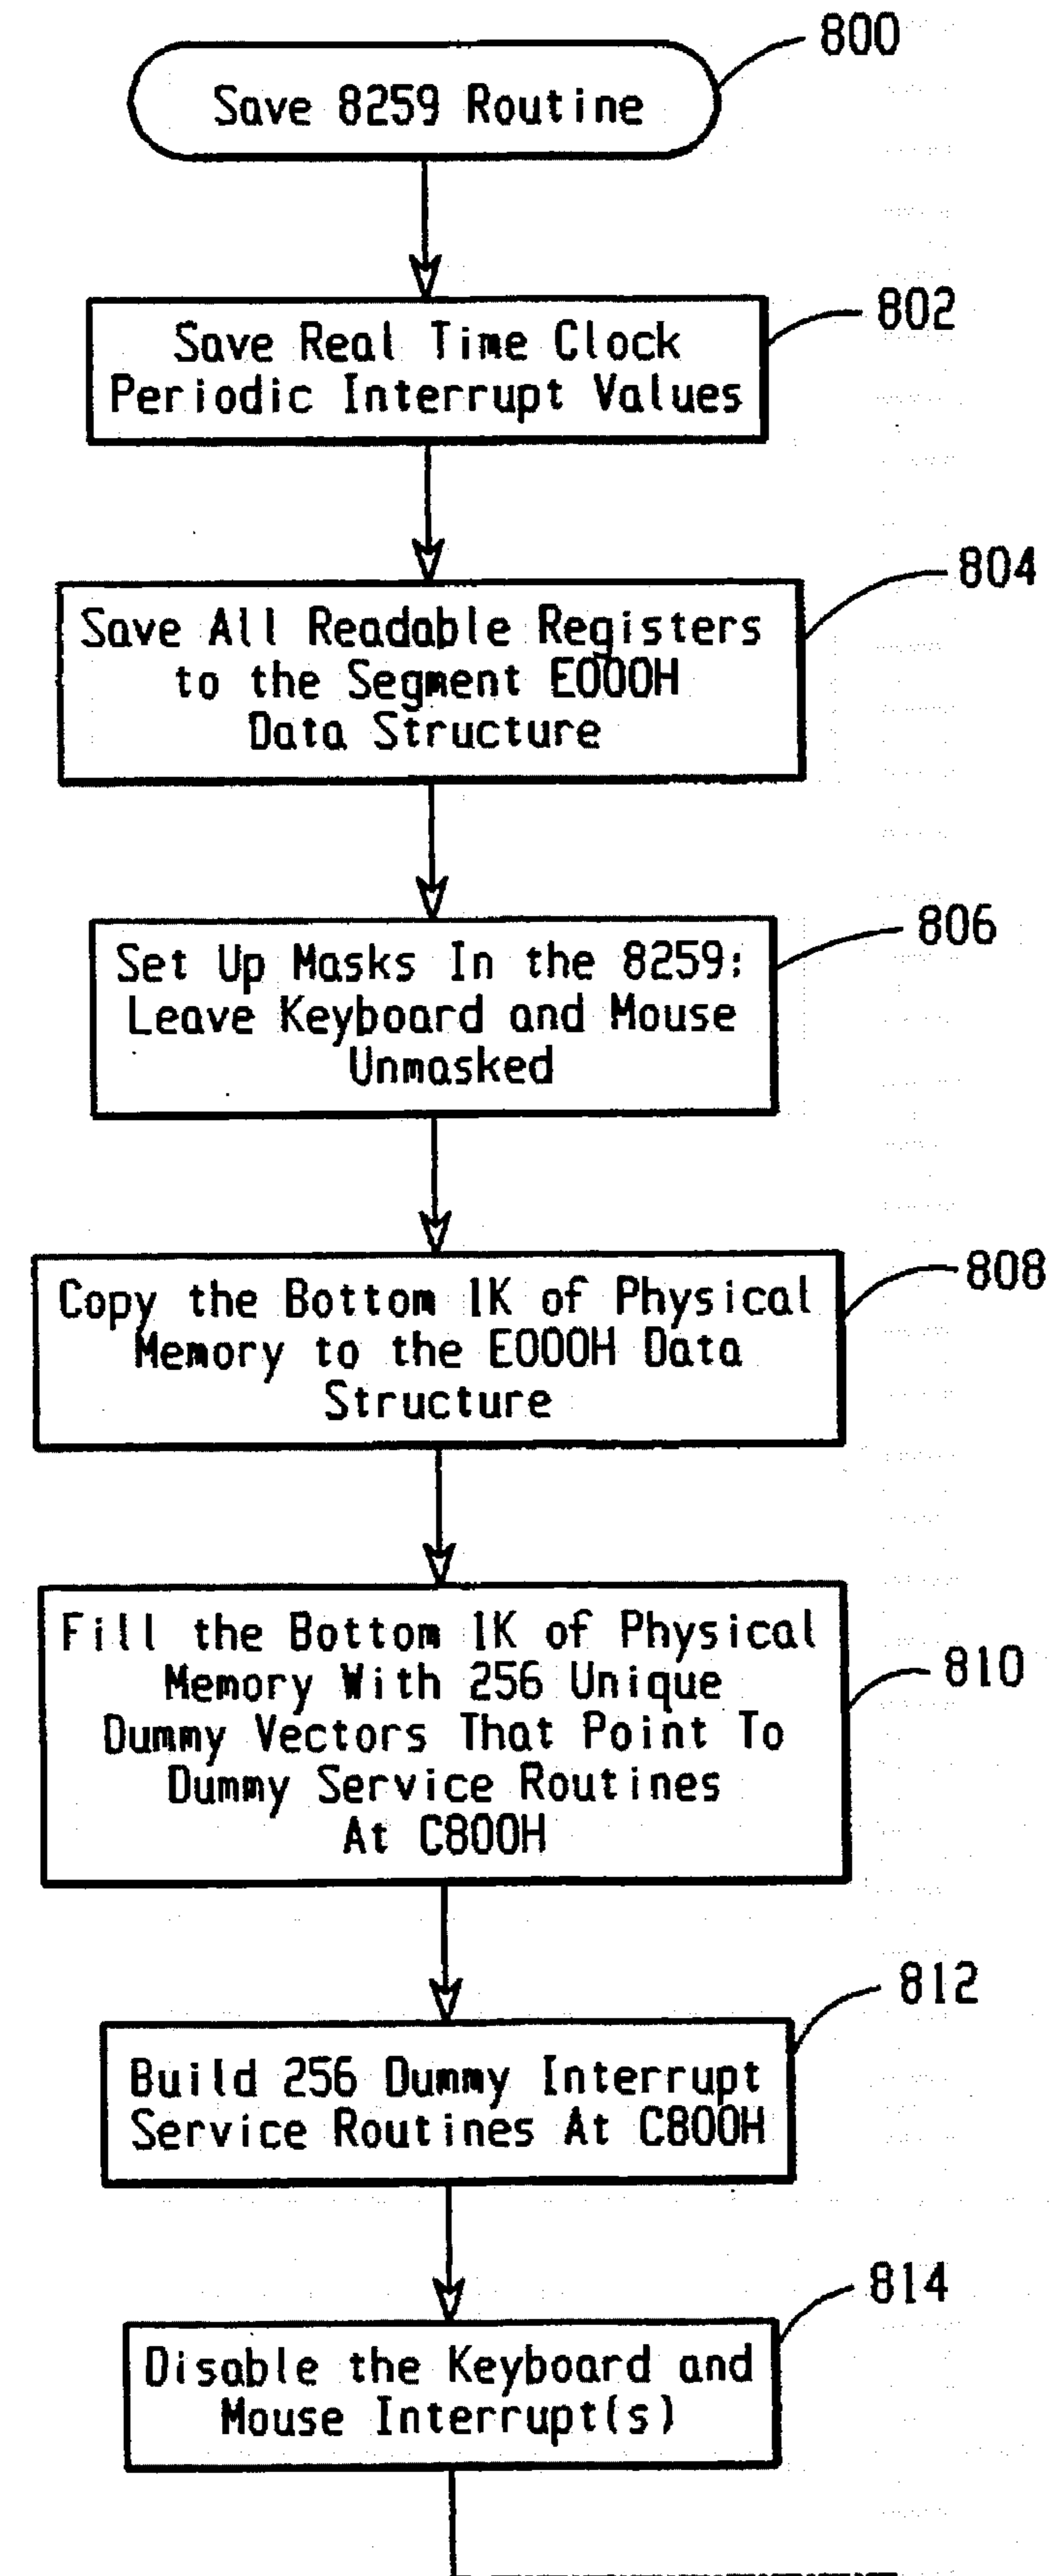 800
Save 8259 Routine
802
Save Real Time Clock
Periodic Interrupt Values
804
Save All Readable Registers
to the Segment E000H
Data Structure
806
Set Up Masks In the 8259:
Leave Keyboard and Mouse
Unmasked
808
Copy the Bottom 1K of Physical
Memory to the E000H Data
Structure
810
Fill the Bottom 1K of Physical
Memory With 256 Unique
Dummy Vectors That Point To
Dummy Service Routines
At C800H
812
Build 256 Dummy Interrupt
Service Routines At C800H
814
Disable the Keyboard and
Mouse Interrupt(s)